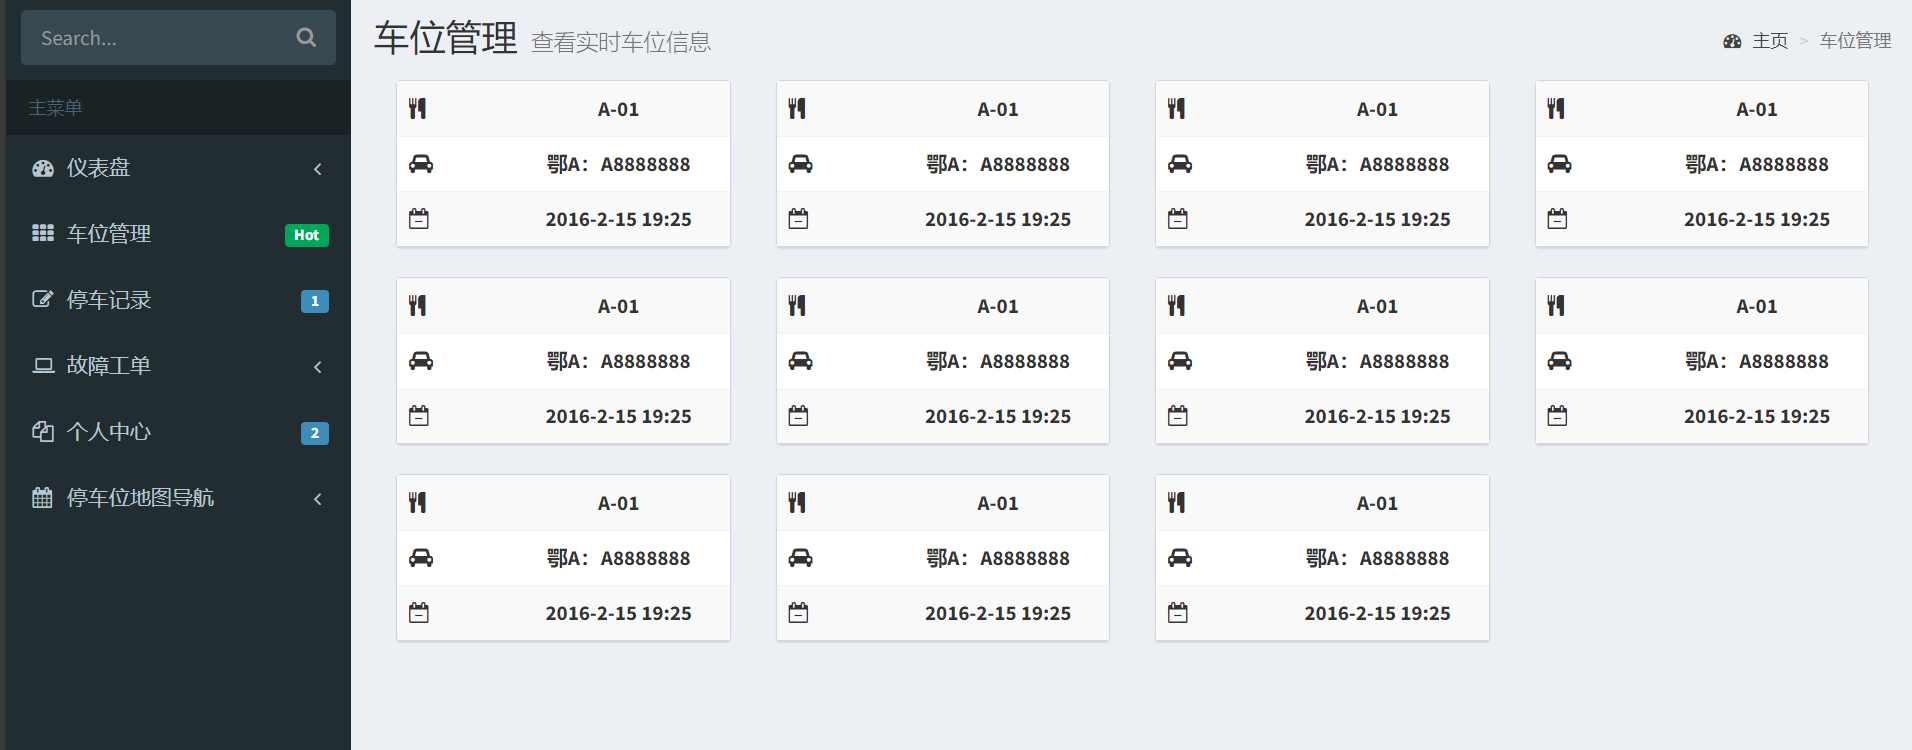 Search...
主菜单
仪表盘
车位管理 Hot
停车记录 1
故障工单
个人中心 2
停车位地图导航
车位管理 查看实时车位信息
主页 > 车位管理
A-01 A-01 A-01 A-01
鄂A：A8888888 鄂A：A8888888 鄂A：A8888888 鄂A：A8888888
2016-2-15 19:25 2016-2-15 19:25 2016-2-15 19:25 2016-2-15 19:25
A-01 A-01 A-01 A-01
鄂A：A8888888 鄂A：A8888888 鄂A：A8888888 鄂A：A8888888
2016-2-15 19:25 2016-2-15 19:25 2016-2-15 19:25 2016-2-15 19:25
A-01 A-01 A-01
鄂A：A8888888 鄂A：A8888888 鄂A：A8888888
2016-2-15 19:25 2016-2-15 19:25 2016-2-15 19:25